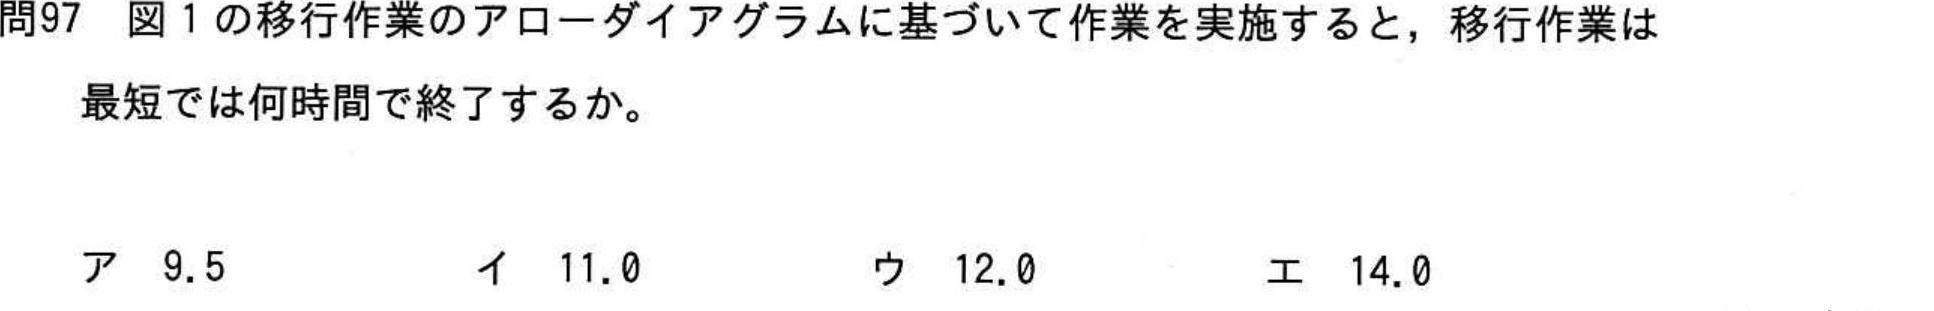 問97 図1の移行作業のアローダイアグラムに基づいて作業を実施すると，移行作業は
最短では何時間で終了するか。
ア 9.5 イ 11.0 ウ 12.0 エ 14.0